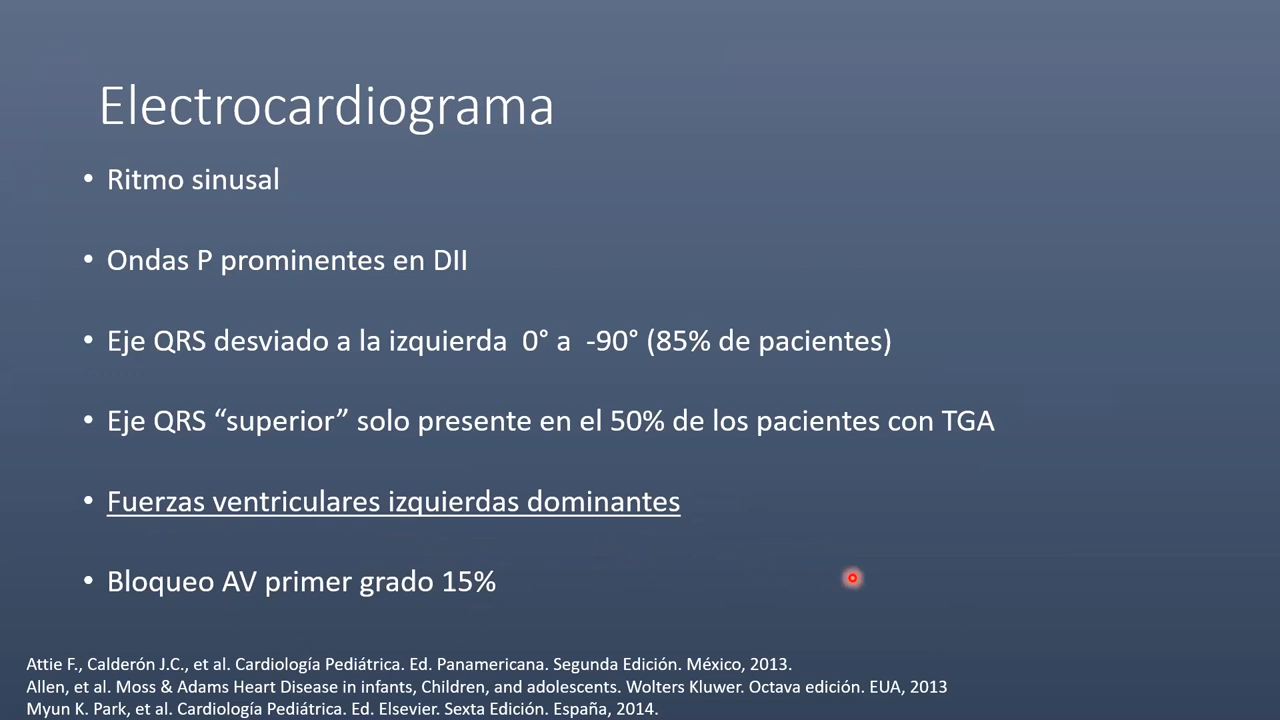 Electrocardiograma
• Ritmo sinusal
• Ondas P prominentes en DII
• Eje QRS desviado a la izquierda  0° a  -90° (85% de pacientes)
• Eje QRS “superior” solo presente en el 50% de los pacientes con TGA
• Fuerzas ventriculares izquierdas dominantes
• Bloqueo AV primer grado 15%
Attie F., Calderón J.C., et al. Cardiología Pediátrica. Ed. Panamericana. Segunda Edición. México, 2013.
Allen, et al. Moss & Adams Heart Disease in infants, Children, and adolescents. Wolters Kluwer. Octava edición. EUA, 2013
Myun K. Park, et al. Cardiología Pediátrica. Ed. Elsevier. Sexta Edición. España, 2014.